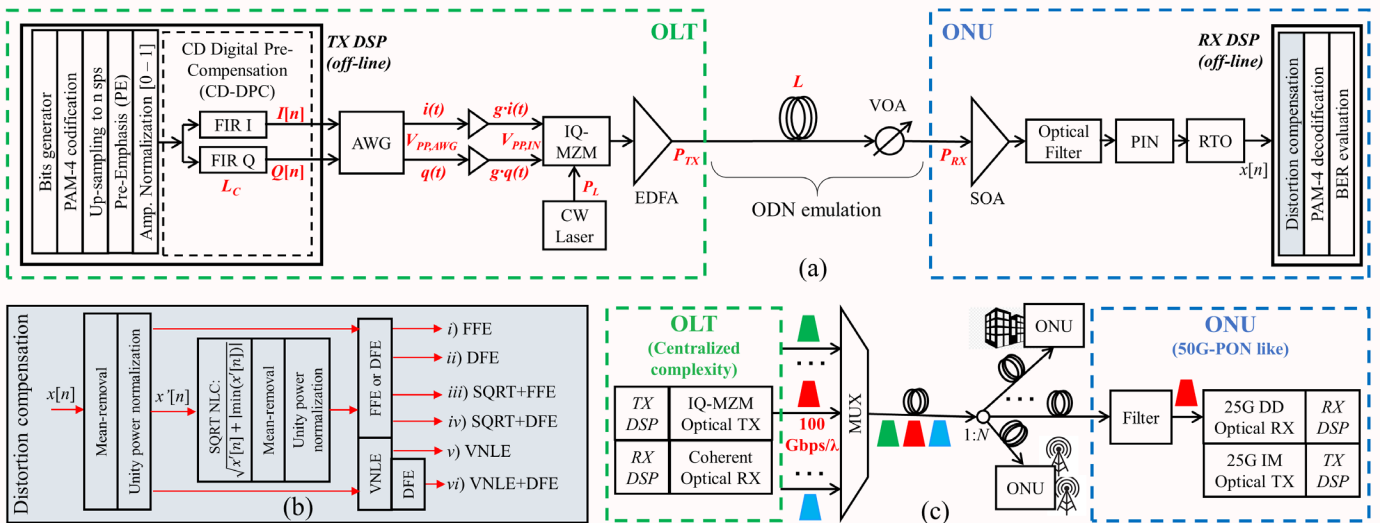 OLT
TX DSP
(off-line)
Bits generator
PAM-4 codification
Up-sampling to n sps
Pre-Emphasis (PE)
Amp. Normalization [0 – 1]
CD Digital Pre-
Compensation
(CD-DPC)
FIR I
FIR Q
L_C
I[n]
Q[n]
AWG
i(t)
V_PP,AWG
q(t)
g·i(t)
V_PP,IN
g·q(t)
IQ-
MZM
P_L
CW
Laser
EDFA
P_TX
L
VOA
ODN emulation
P_RX
(a)
ONU
RX DSP
(off-line)
SOA
Optical
Filter
PIN
RTO
x[n]
Distortion compensation
PAM-4 decodification
BER evaluation
Distortion compensation
x[n]
Mean-removal
Unity power normalization
x'[n]
SQRT NLC:
√x'[n] + |min(x'[n])|
Mean-removal
Unity power
normalization
FFE or DFE
VNLE
DFE
i) FFE
ii) DFE
iii) SQRT+FFE
iv) SQRT+DFE
v) VNLE
vi) VNLE+DFE
(b)
OLT
(Centralized
complexity)
TX
DSP
IQ-MZM
Optical TX
RX
DSP
Coherent
Optical RX
...
100
Gbps/λ
...
MUX
1:N
ONU
...
ONU
(c)
ONU
(50G-PON like)
Filter
25G DD
Optical RX
RX
DSP
25G IM
Optical TX
TX
DSP